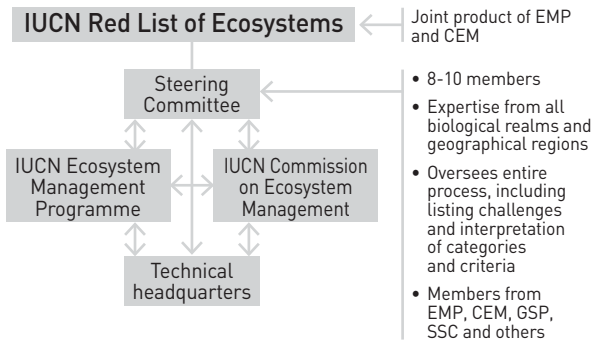 IUCN Red List of Ecosystems
Joint product of EMP
and CEM
Steering
Committee
• 8-10 members
• Expertise from all
biological realms and
geographical regions
• Oversees entire
process, including
listing challenges
and interpretation
of categories
and criteria
• Members from
EMP, CEM, GSP,
SSC and others
IUCN Ecosystem
Management
Programme
IUCN Commission
on Ecosystem
Management
Technical
headquarters